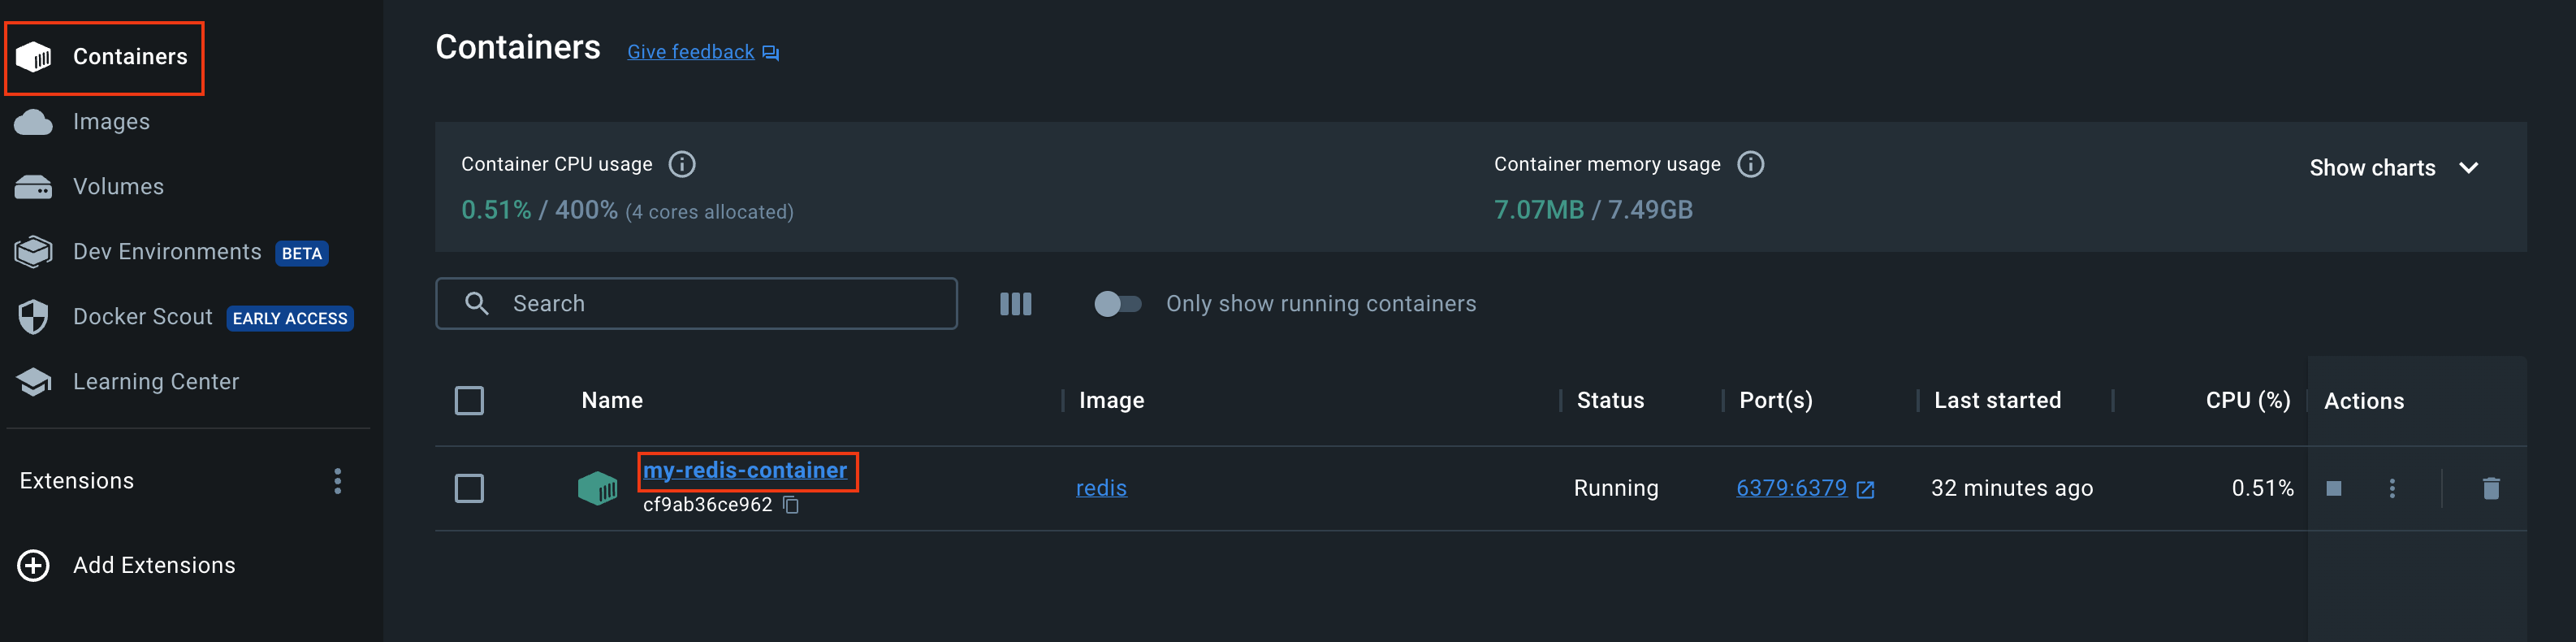 Containers
Images
Volumes
Dev Environments BETA
Docker Scout EARLY ACCESS
Learning Center
Extensions
Add Extensions
Containers Give feedback
Container CPU usage
0.51% / 400% (4 cores allocated)
Container memory usage
7.07MB / 7.49GB
Show charts
Search
Only show running containers
Name Image Status Port(s) Last started CPU (%) Actions
my-redis-container
cf9ab36ce962
redis Running 6379:6379 32 minutes ago 0.51%